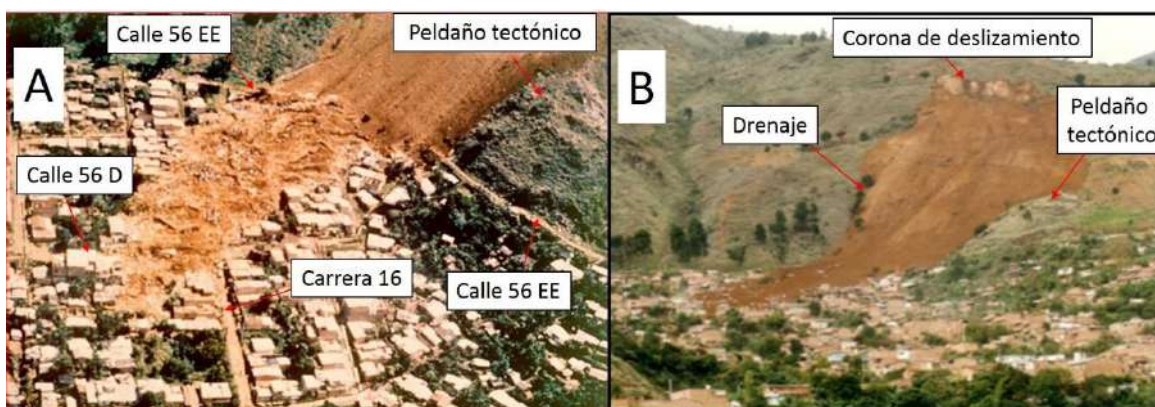 A
Calle 56 EE
Peldaño tectónico
Calle 56 D
Carrera 16
Calle 56 EE
B
Corona de deslizamiento
Drenaje
Peldaño
tectónico